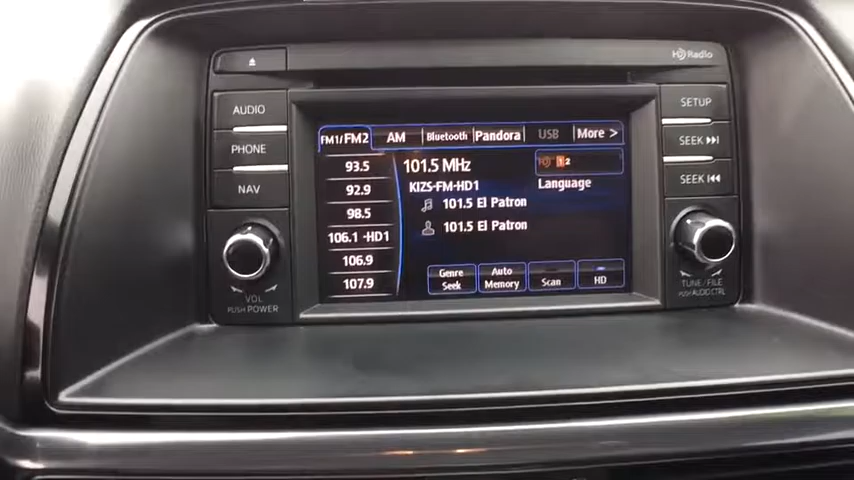 HD Radio
AUDIO
PHONE
NAV
VOL
PUSH POWER
FM1/FM2 AM Bluetooth Pandora USB More >
93.5
92.9
98.5
106.1 -HD1
106.9
107.9
101.5 MHz
KIZS-FM-HD1
101.5 El Patron
101.5 El Patron
1 2
Language
Genre Seek
Auto Memory
Scan
HD
SETUP
SEEK
SEEK
TUNE/FILE
PUSH AUDIO CTRL